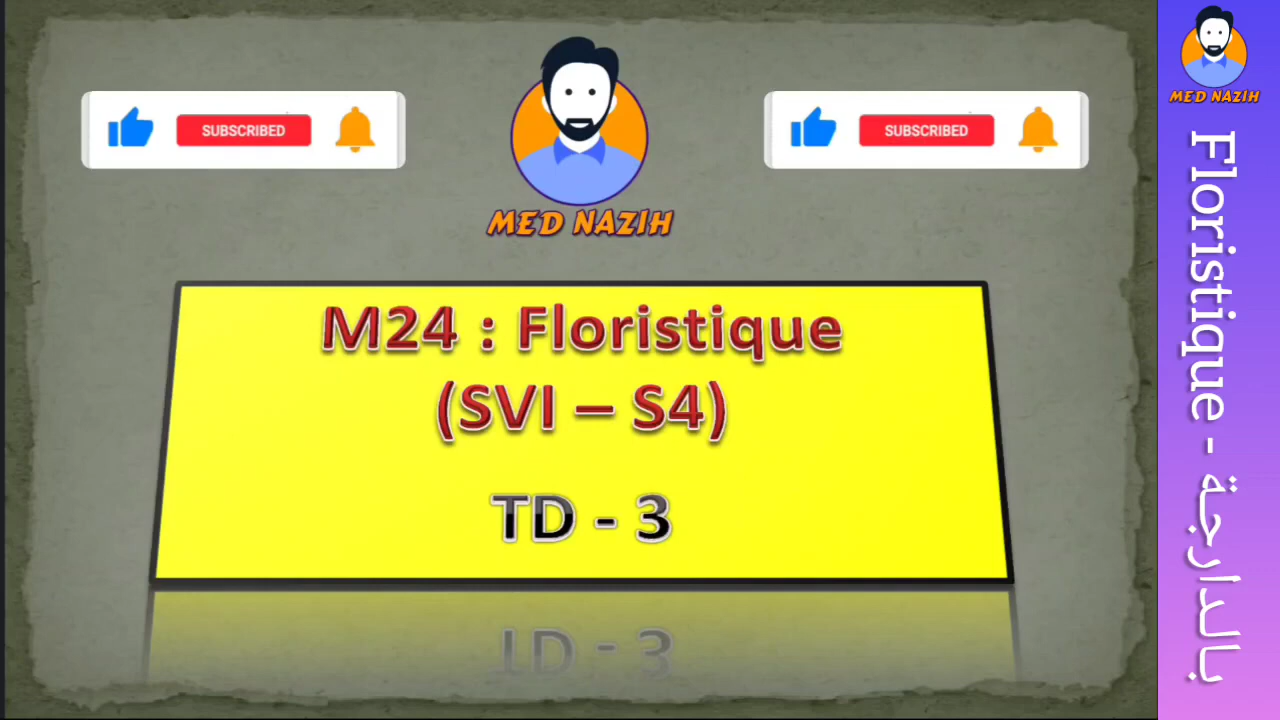 SUBSCRIBED
MED NAZIH
SUBSCRIBED
M24 : Floristique
(SVI – S4)
TD - 3
TD - 3
MED NAZIH
Floristique - بالدارجة